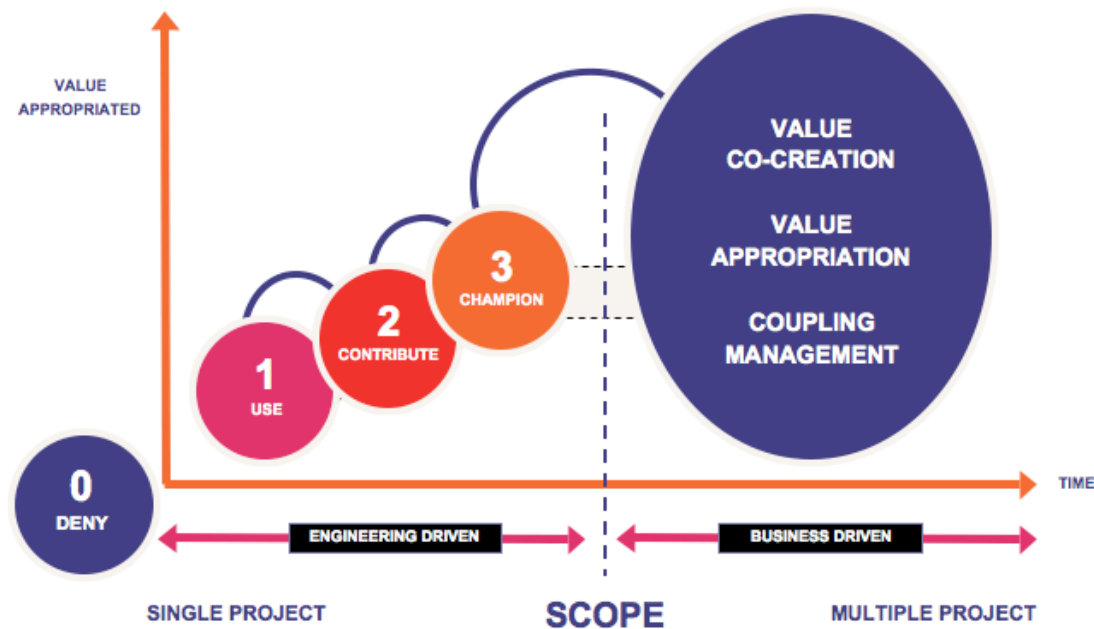 VALUE
APPROPRIATED
VALUE
CO-CREATION
VALUE
APPROPRIATION
COUPLING
MANAGEMENT
3
CHAMPION
2
CONTRIBUTE
1
USE
0
DENY
TIME
ENGINEERING DRIVEN
BUSINESS DRIVEN
SINGLE PROJECT
SCOPE
MULTIPLE PROJECT